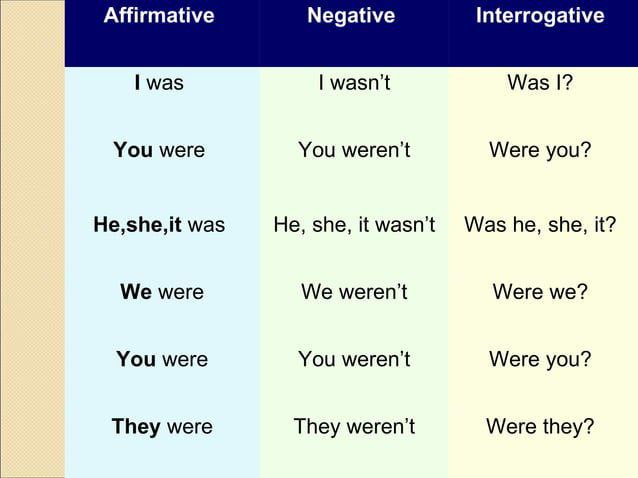 Affirmative Negative Interrogative
I was I wasn’t Was I?
You were You weren’t Were you?
He,she,it was He, she, it wasn’t Was he, she, it?
We were We weren’t Were we?
You were You weren’t Were you?
They were They weren’t Were they?